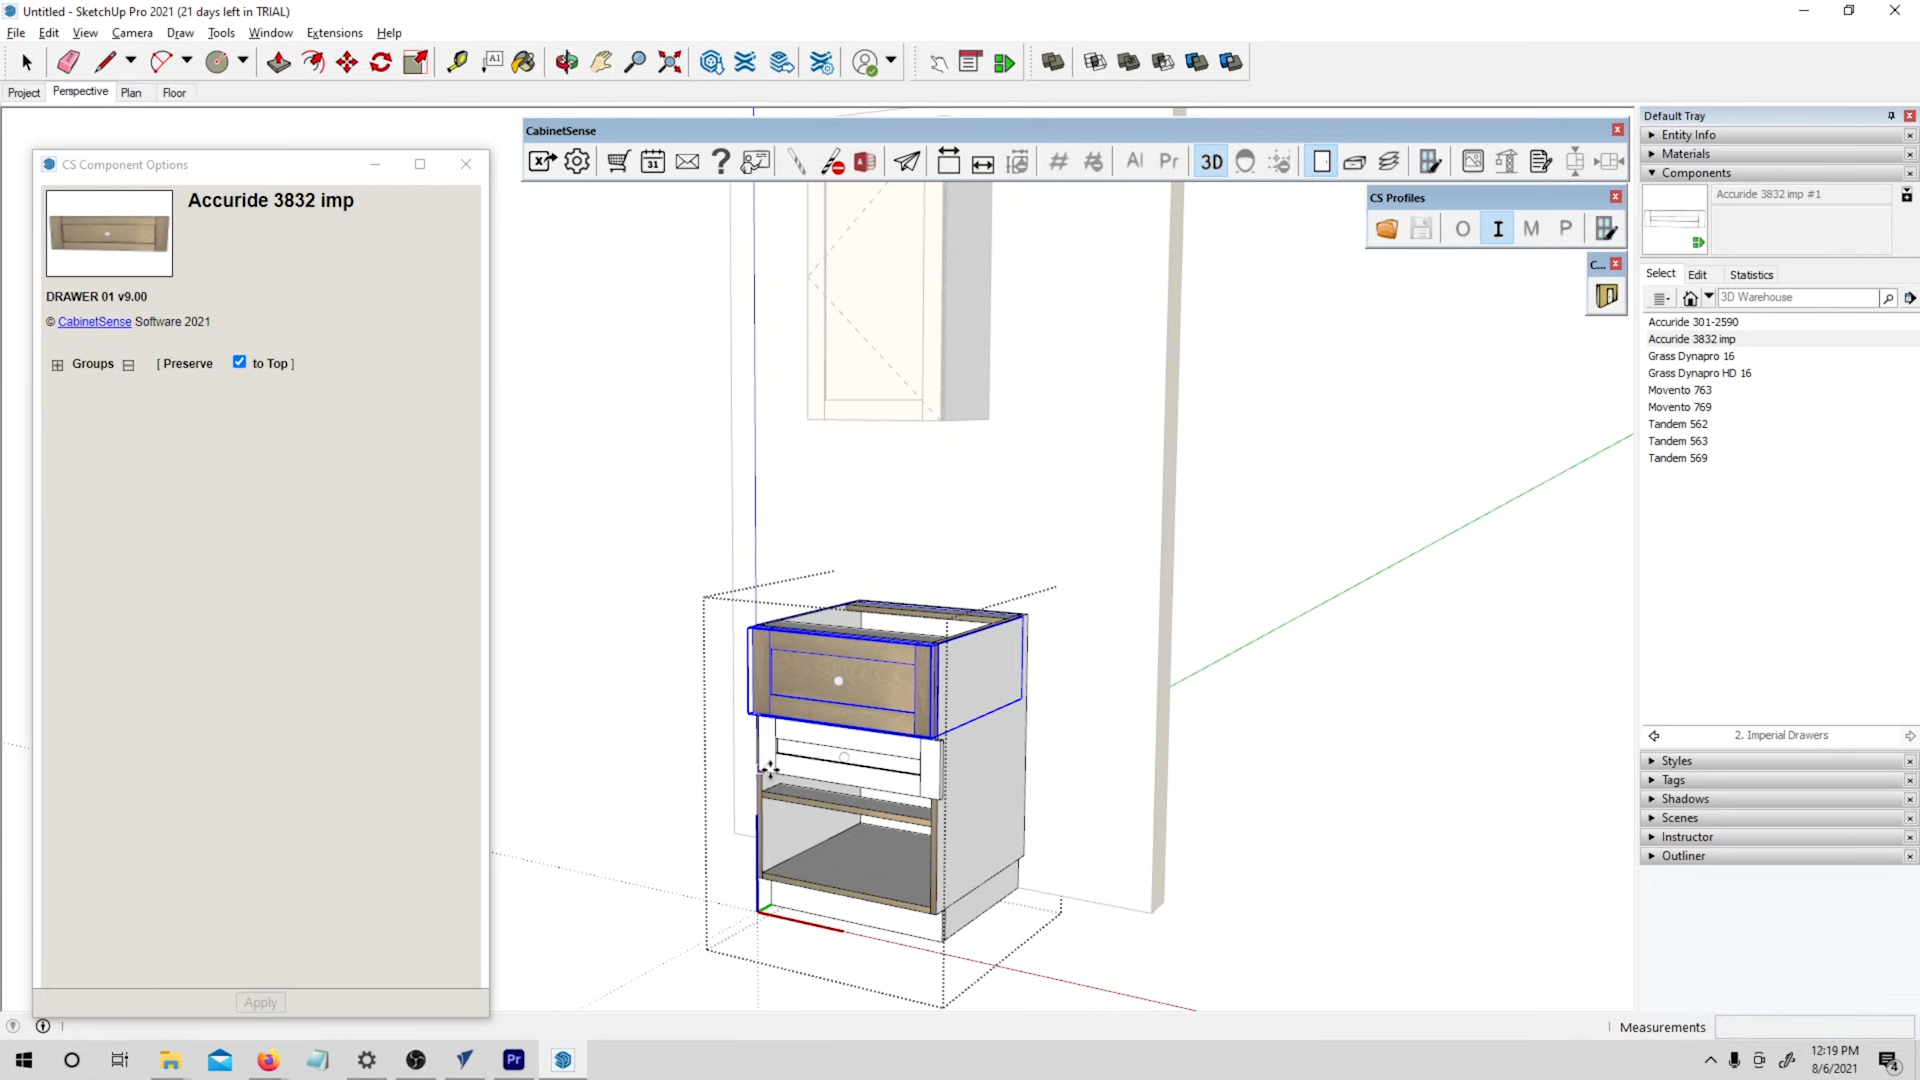 Untitled - SketchUp Pro 2021 (21 days left in TRIAL)
File Edit View Camera Draw Tools Window Extensions Help
A1
Project Perspective Plan Floor
CS Component Options
Accuride 3832 imp
DRAWER 01 v9.00
© CabinetSense Software 2021
Groups [ Preserve to Top ]
Apply
CabinetSense
31 ? # AI Pr 3D
CS Profiles
O I M P
C...
Default Tray
Entity Info
Materials
Components
Accuride 3832 imp #1
Select Edit Statistics
3D Warehouse
Accuride 301-2590
Accuride 3832 imp
Grass Dynapro 16
Grass Dynapro HD 16
Movento 763
Movento 769
Tandem 562
Tandem 563
Tandem 569
2. Imperial Drawers
Styles
Tags
Shadows
Scenes
Instructor
Outliner
Measurements
Pr
12:19 PM
8/6/2021
4